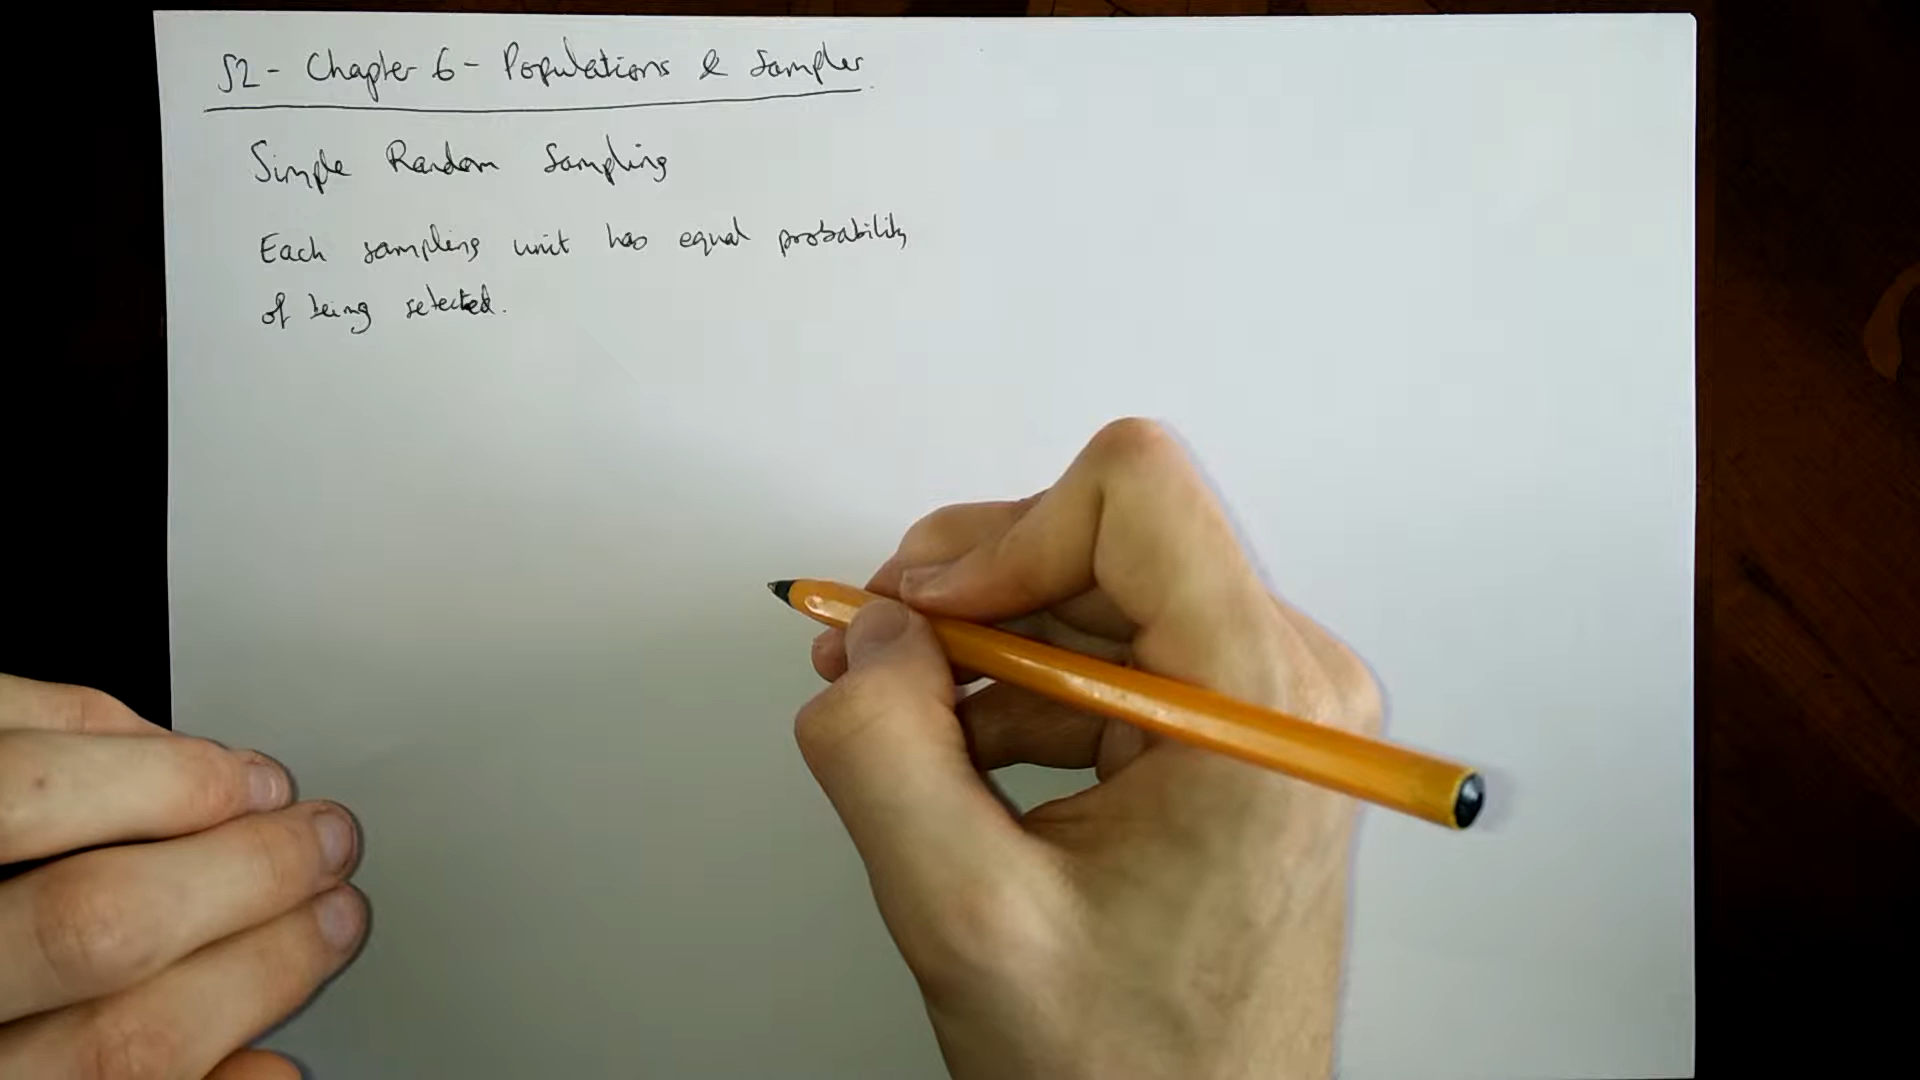 S2 - Chapter 6 - Populations & Samples.
Simple Random Sampling
Each sampling unit has equal probability
of being selected.